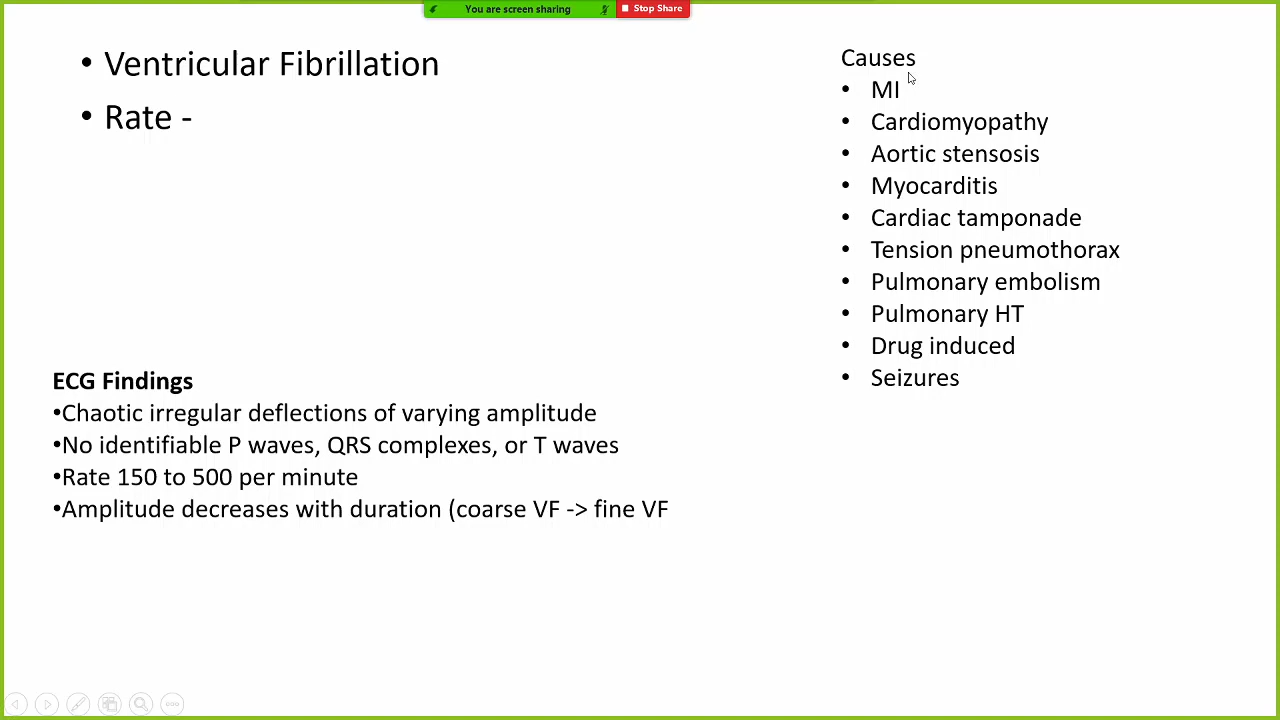 You are screen sharing
Stop Share
• Ventricular Fibrillation
• Rate -
Causes
• MI
• Cardiomyopathy
• Aortic stensosis
• Myocarditis
• Cardiac tamponade
• Tension pneumothorax
• Pulmonary embolism
• Pulmonary HT
• Drug induced
• Seizures
ECG Findings
•Chaotic irregular deflections of varying amplitude
•No identifiable P waves, QRS complexes, or T waves
•Rate 150 to 500 per minute
•Amplitude decreases with duration (coarse VF -> fine VF